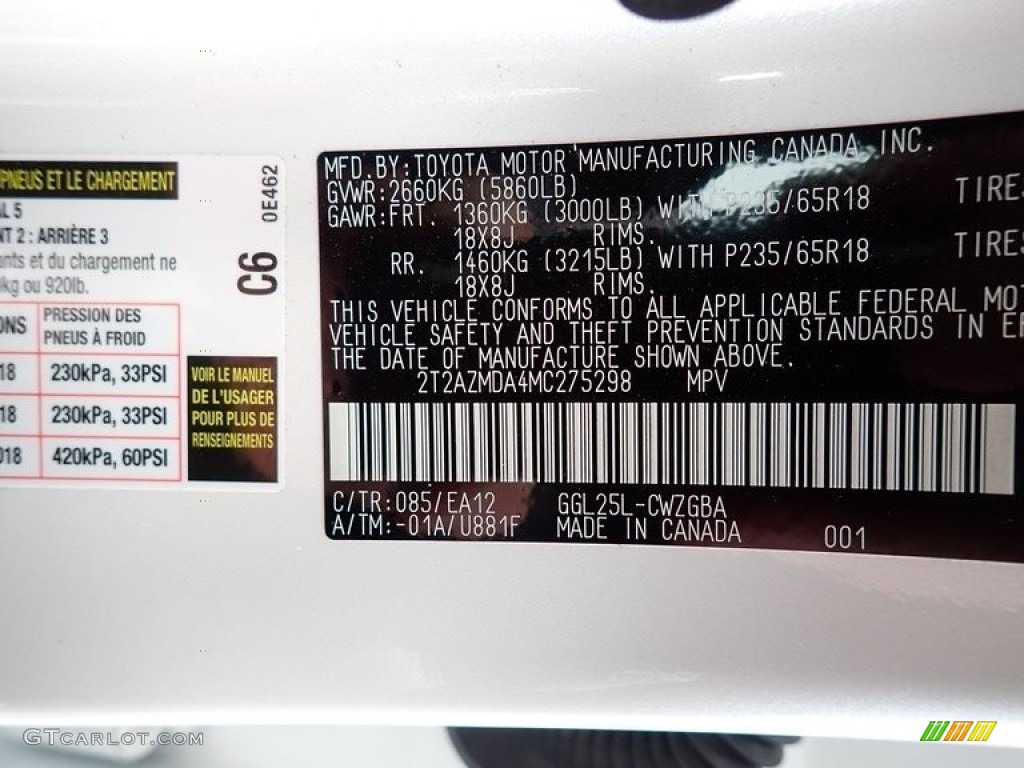 PNEUS ET LE CHARGEMENT
AL 5
NT 2 : ARRIÈRE 3
ants et du chargement ne
kg ou 920lb.
ONS
PRESSION DES
PNEUS À FROID
18
230kPa, 33PSI
18
230kPa, 33PSI
018
420kPa, 60PSI
0E462
C6
VOIR LE MANUEL
DE L'USAGER
POUR PLUS DE
RENSEIGNEMENTS
MFD.BY:TOYOTA MOTOR MANUFACTURING CANADA, INC.
GVWR:2660KG (5860LB)
GAWR:FRT. 1360KG (3000LB) WITH P235/65R18 TIRES
18X8J RIMS.
RR. 1460KG (3215LB) WITH P235/65R18 TIRES
18X8J RIMS.
THIS VEHICLE CONFORMS TO ALL APPLICABLE FEDERAL MOT
VEHICLE SAFETY AND THEFT PREVENTION STANDARDS IN EF
THE DATE OF MANUFACTURE SHOWN ABOVE.
2T2AZMDA4MC275298 MPV
C/TR:085/EA12 GGL25L-CWZGBA
A/TM:-01A/U881F MADE IN CANADA 001
GTCARLOT.COM